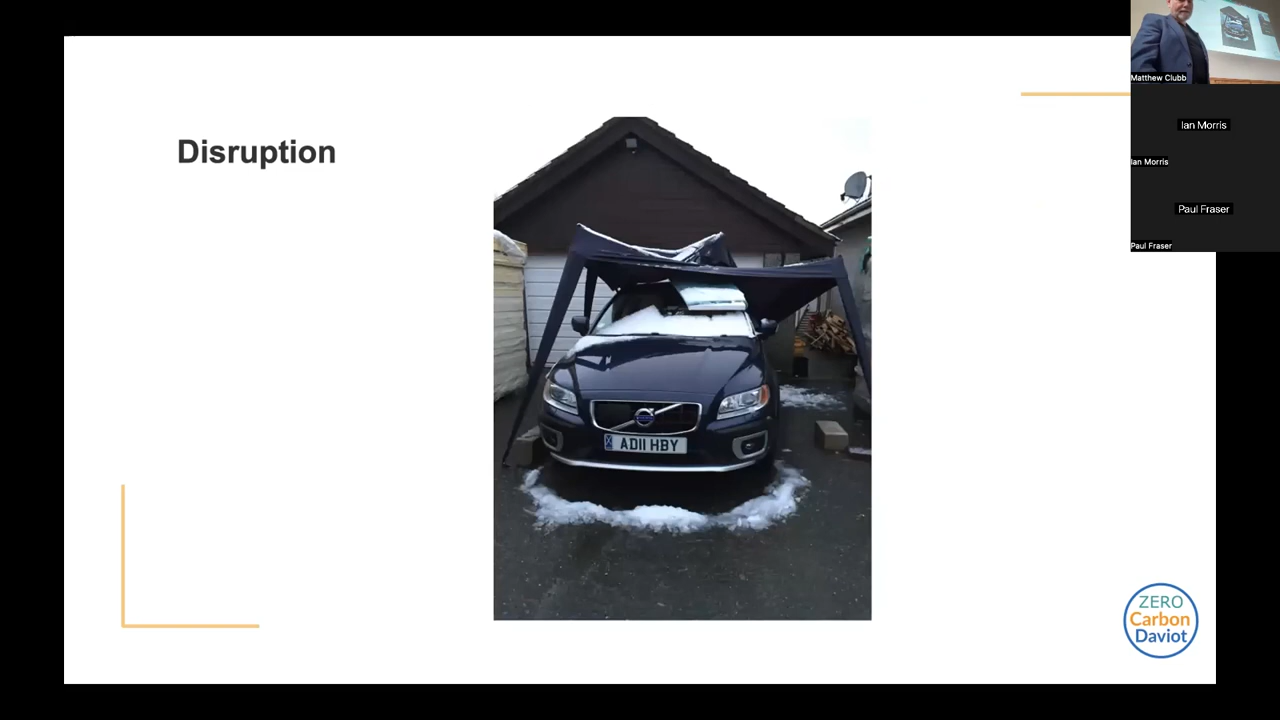 Disruption
AD11 HBY
ZERO
Carbon
Daviot
Matthew Clubb
Ian Morris
Ian Morris
Paul Fraser
Paul Fraser